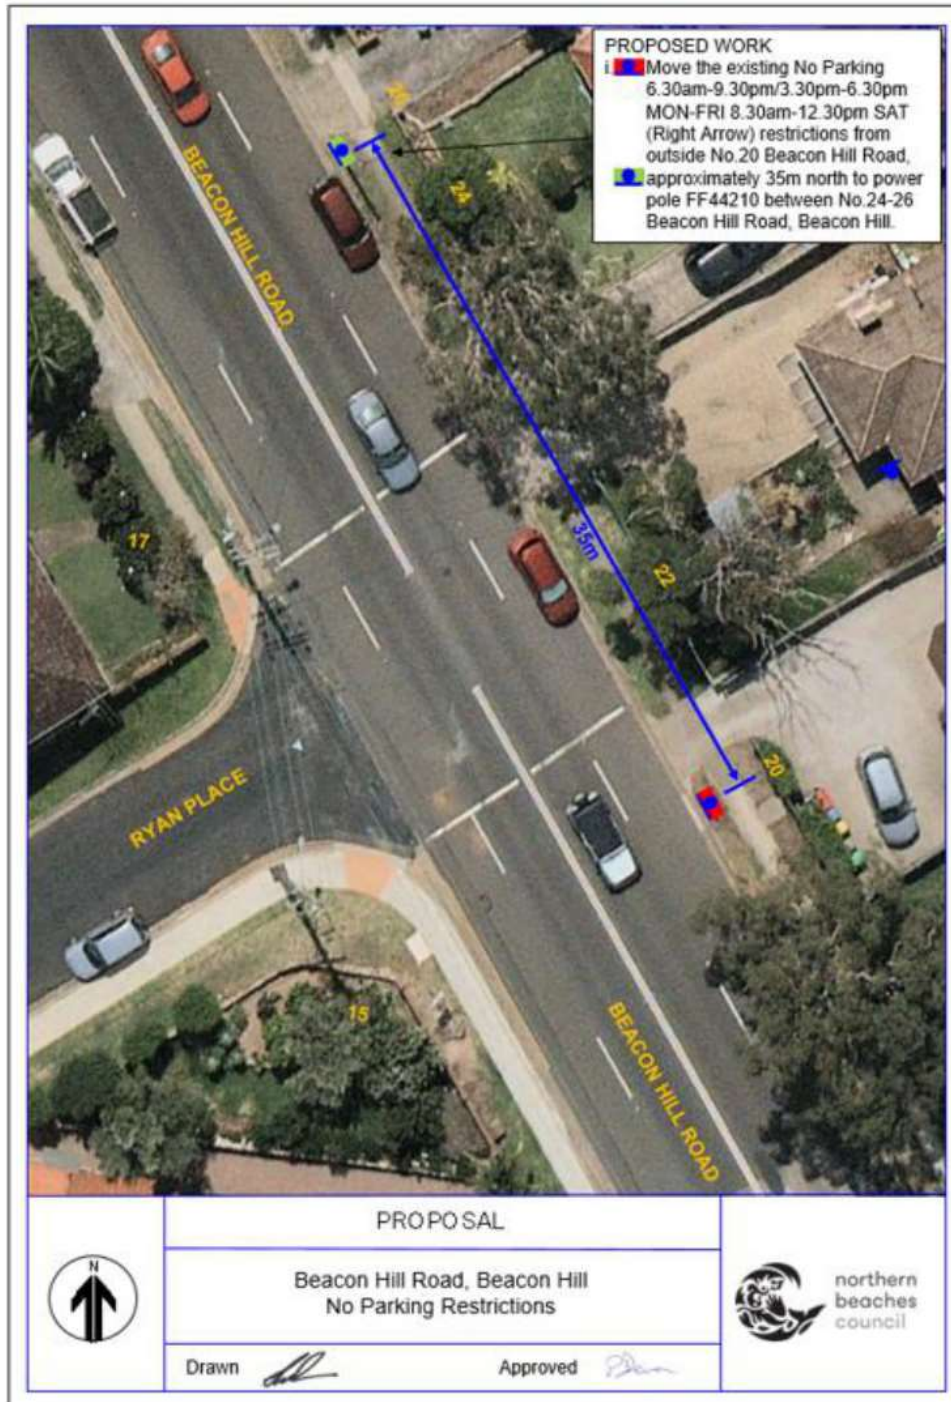 PROPOSED WORK
i. Move the existing No Parking
6.30am-9.30pm/3.30pm-6.30pm
MON-FRI 8.30am-12.30pm SAT
(Right Arrow) restrictions from
outside No.20 Beacon Hill Road,
approximately 35m north to power
pole FF44210 between No.24-26
Beacon Hill Road, Beacon Hill.
26
BEACON HILL ROAD
24
17
35m
22
RYAN PLACE
20
15
BEACON HILL ROAD
PROPOSAL
N
Beacon Hill Road, Beacon Hill
No Parking Restrictions
northern
beaches
council
Drawn
Approved